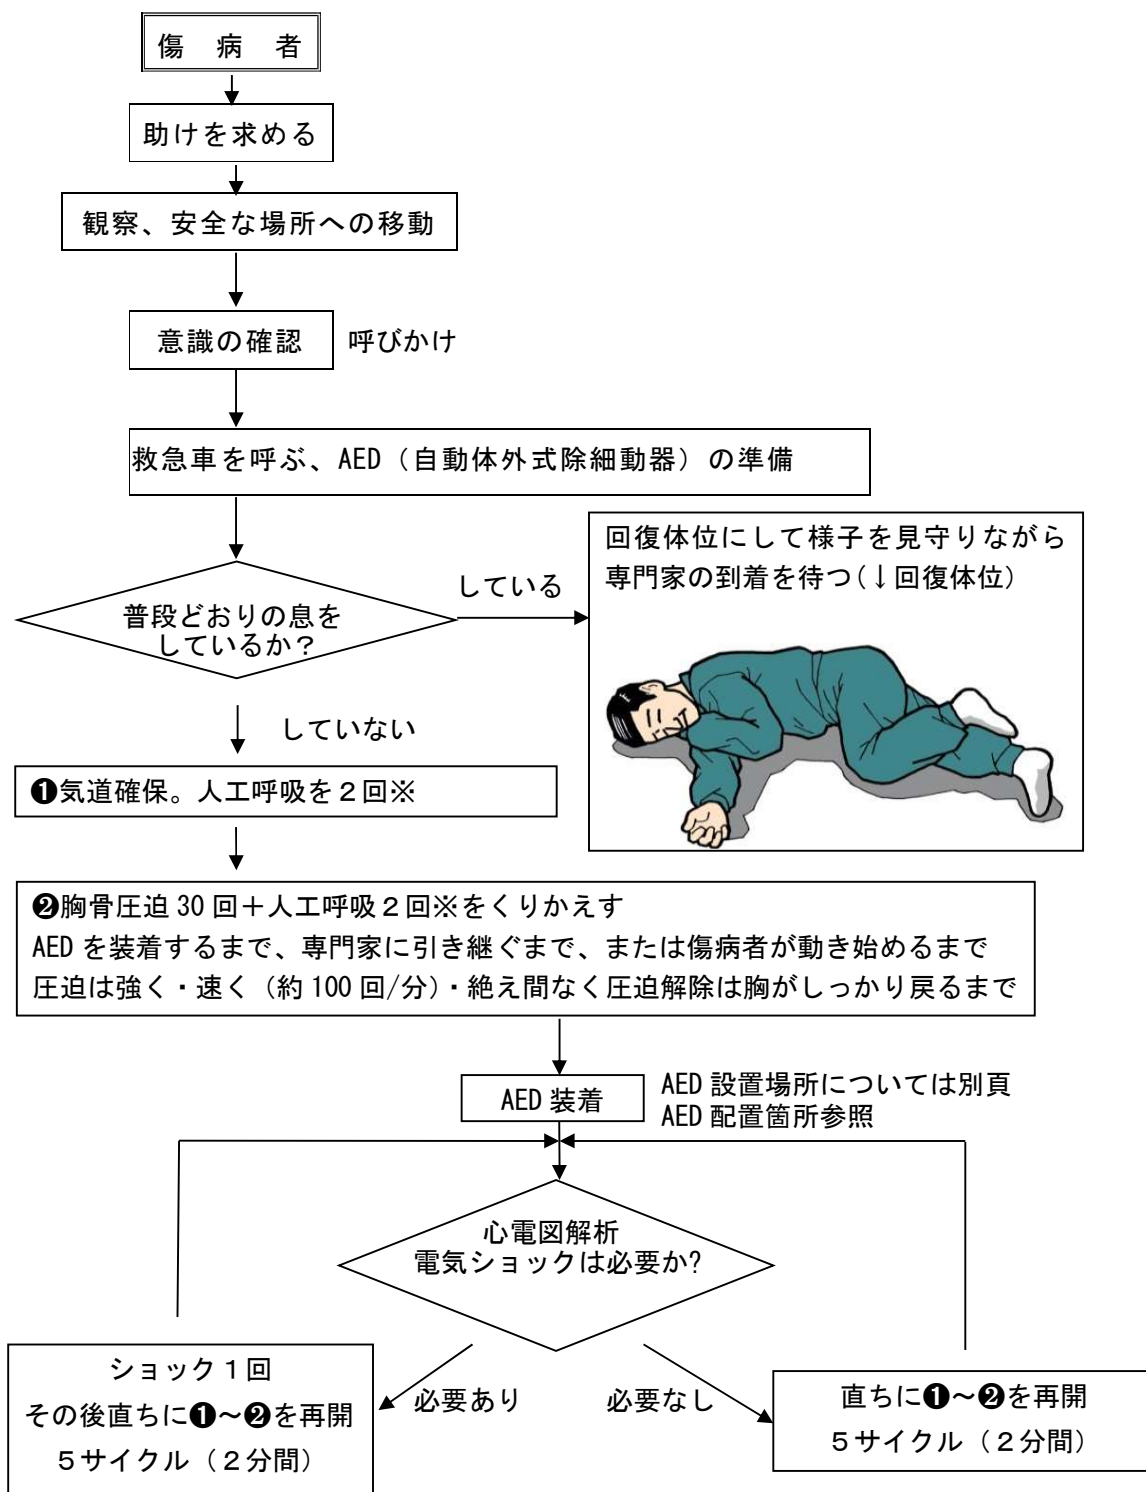 傷　病　者
助けを求める
観察、安全な場所への移動
意識の確認
呼びかけ
救急車を呼ぶ、AED（自動体外式除細動器）の準備
普段どおりの息を
しているか？
している
回復体位にして様子を見守りながら
専門家の到着を待つ(↓回復体位)
していない
❶気道確保。人工呼吸を２回※
❷胸骨圧迫 30 回＋人工呼吸２回※をくりかえす
AED を装着するまで、専門家に引き継ぐまで、または傷病者が動き始めるまで
圧迫は強く・速く（約 100 回/分）・絶え間なく圧迫解除は胸がしっかり戻るまで
AED 装着
AED 設置場所については別頁
AED 配置箇所参照
心電図解析
電気ショックは必要か?
必要あり
必要なし
ショック１回
その後直ちに❶～❷を再開
５サイクル（２分間）
直ちに❶～❷を再開
５サイクル（２分間）